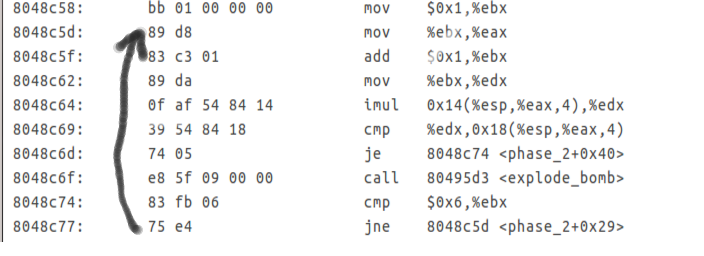 8048c58: bb 01 00 00 00 mov $0x1,%ebx
8048c5d: 89 d8 mov %ebx,%eax
8048c5f: 83 c3 01 add $0x1,%ebx
8048c62: 89 da mov %ebx,%edx
8048c64: 0f af 54 84 14 imul 0x14(%esp,%eax,4),%edx
8048c69: 39 54 84 18 cmp %edx,0x18(%esp,%eax,4)
8048c6d: 74 05 je 8048c74 <phase_2+0x40>
8048c6f: e8 5f 09 00 00 call 80495d3 <explode_bomb>
8048c74: 83 fb 06 cmp $0x6,%ebx
8048c77: 75 e4 jne 8048c5d <phase_2+0x29>